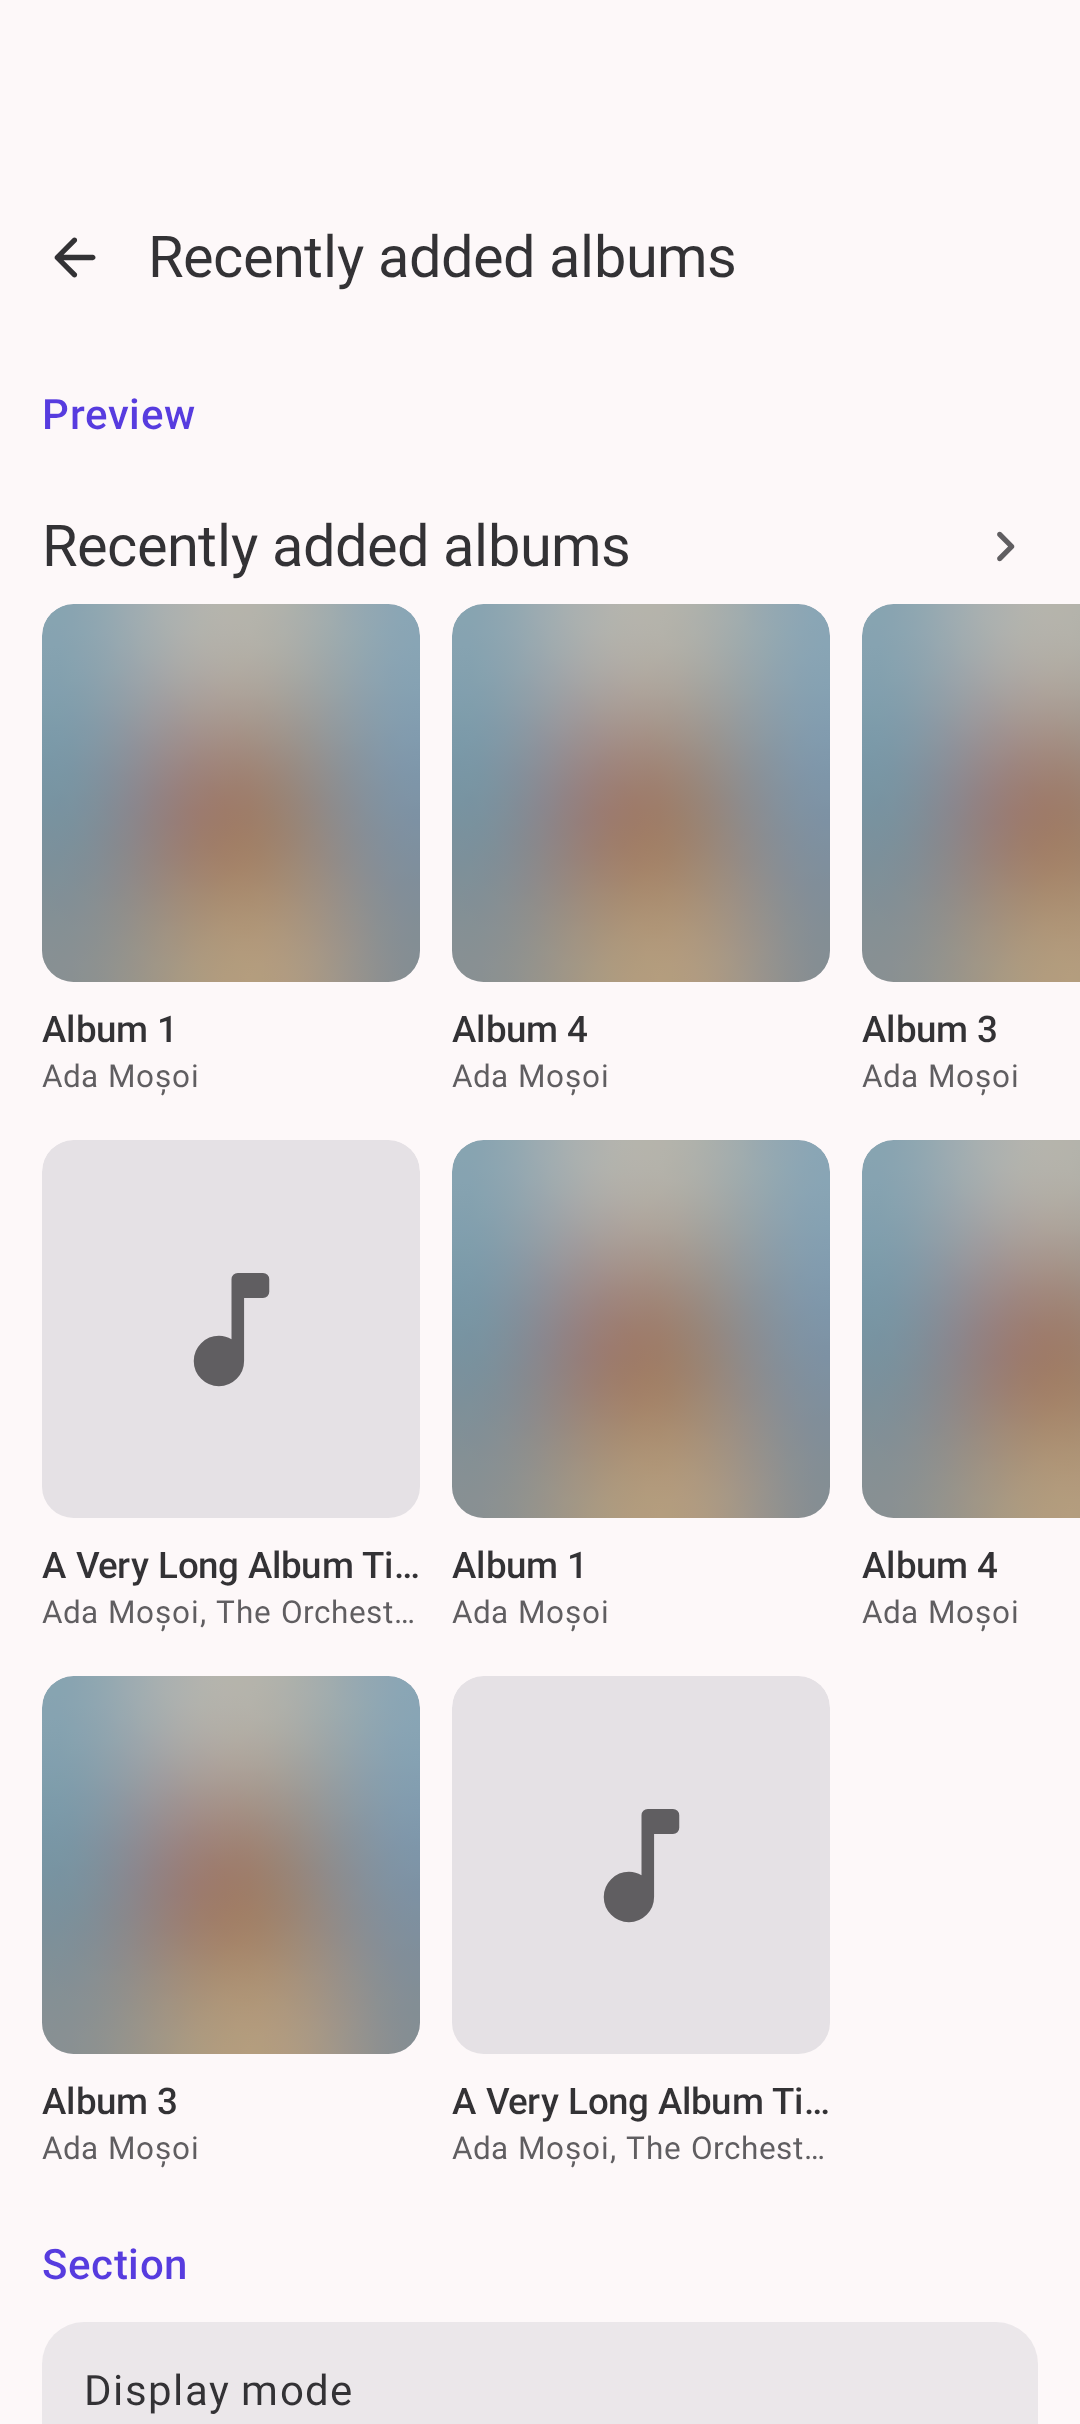 Recently added albums
Preview
Recently added albums
Album 1
Ada Moșoi
Album 4
Ada Moșoi
Album 3
Ada Moșoi
A Very Long Album Ti...
Ada Moșoi, The Orchest...
Album 1
Ada Moșoi
Album 4
Ada Moșoi
Album 3
Ada Moșoi
A Very Long Album Ti...
Ada Moșoi, The Orchest...
Section
Display mode